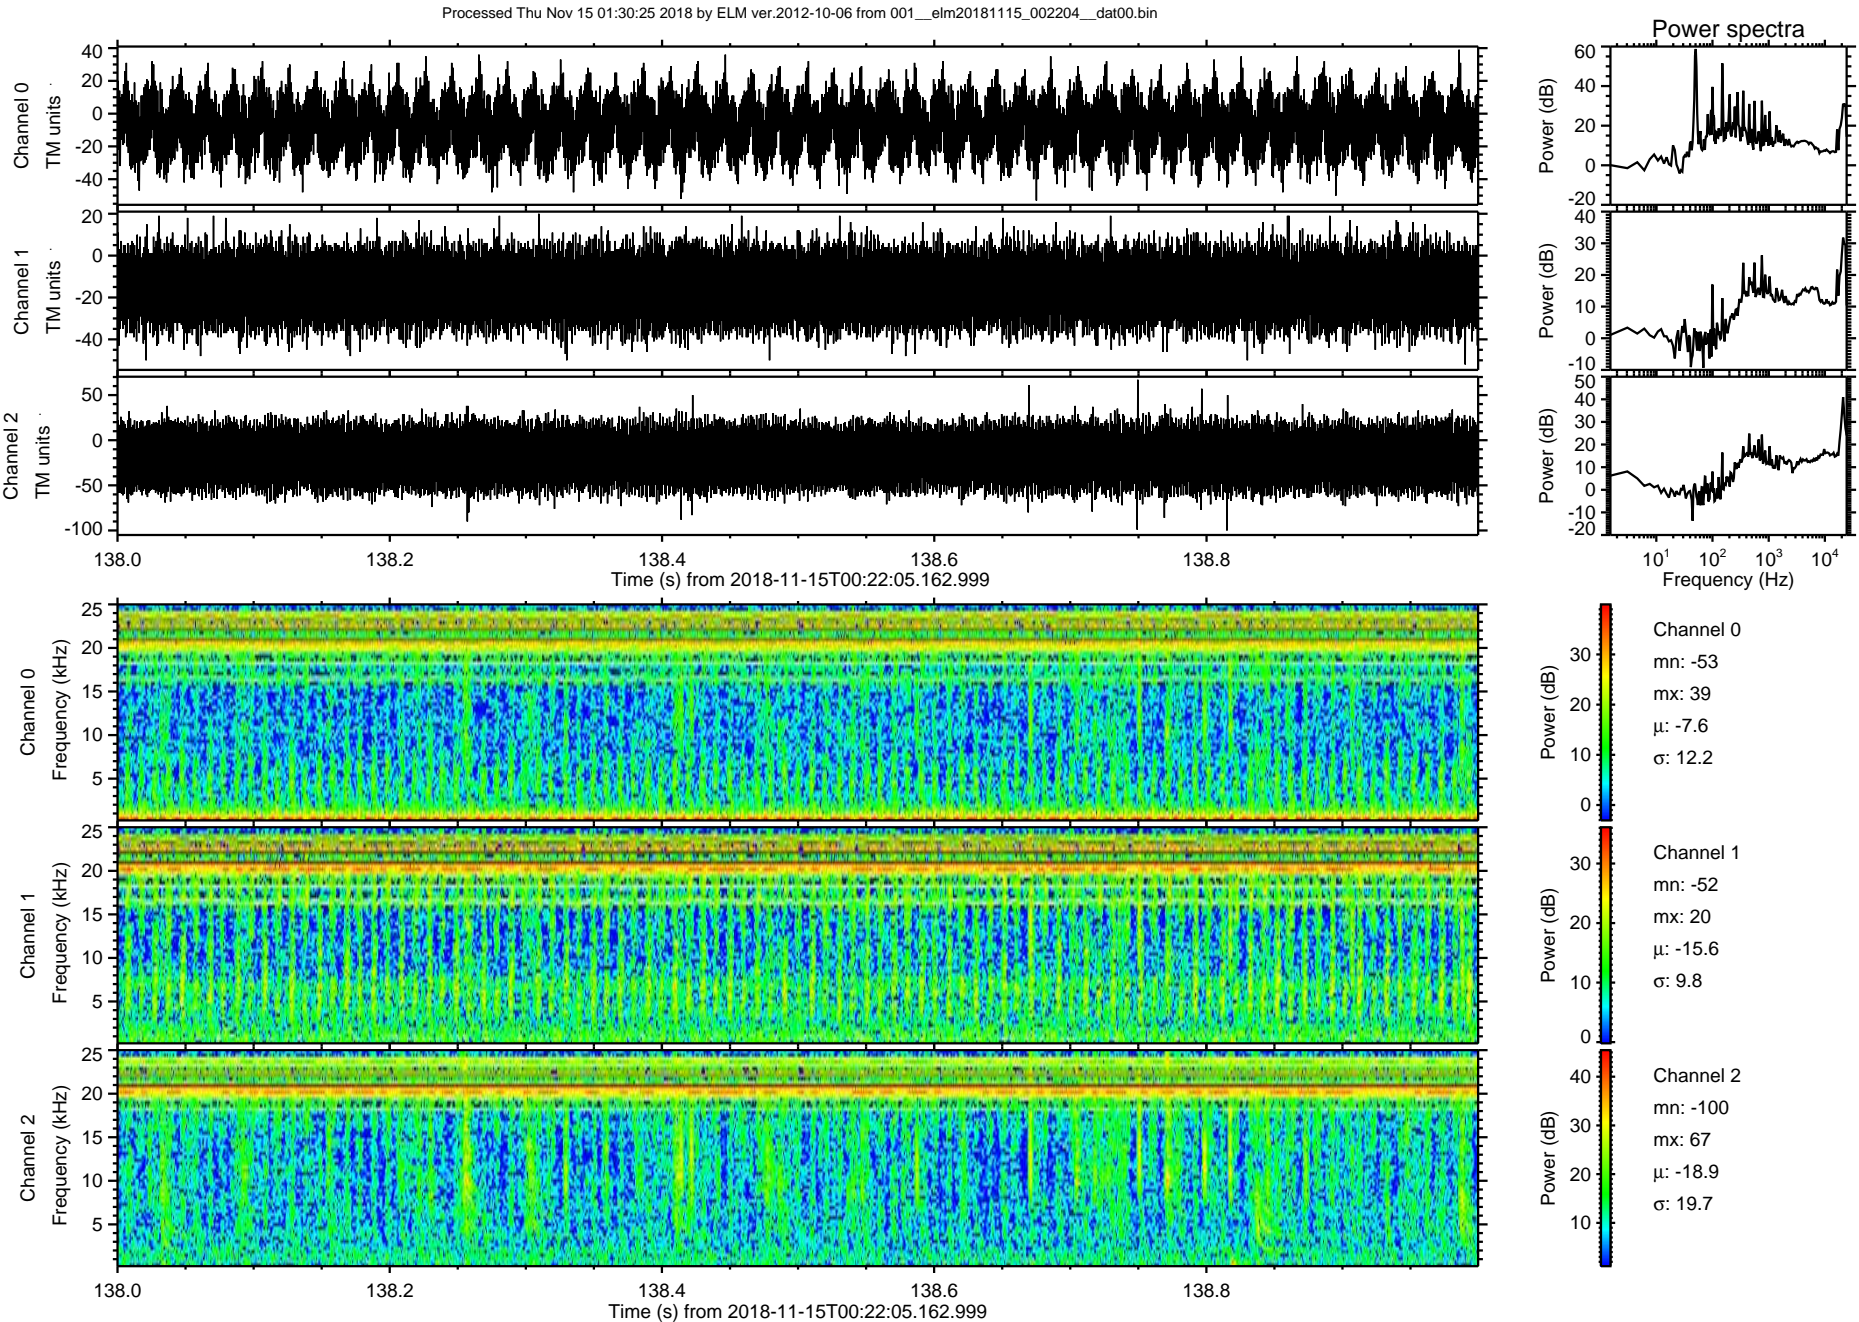 Processed Thu Nov 15 01:30:25 2018 by ELM ver.2012-10-06 from 001__elm20181115_002204__dat00.bin
Power spectra
Channel 0
TM units
40
20
0
-20
-40
Power (dB)
60
40
20
0
-20
Channel 1
TM units
20
0
-20
-40
Power (dB)
40
30
20
10
0
-10
Channel 2
TM units
50
0
-50
-100
Power (dB)
50
40
30
20
10
0
-10
-20
138.0 138.2 138.4 138.6 138.8
Time (s) from 2018-11-15T00:22:05.162.999
10¹ 10² 10³ 10⁴
Frequency (Hz)
Channel 0
Frequency (kHz)
25
20
15
10
5
Power (dB)
30
20
10
0
Channel 0
mn: -53
mx: 39
µ: -7.6
σ: 12.2
Channel 1
Frequency (kHz)
25
20
15
10
5
Power (dB)
30
20
10
0
Channel 1
mn: -52
mx: 20
µ: -15.6
σ: 9.8
Channel 2
Frequency (kHz)
25
20
15
10
5
Power (dB)
40
30
20
10
Channel 2
mn: -100
mx: 67
µ: -18.9
σ: 19.7
138.0 138.2 138.4 138.6 138.8
Time (s) from 2018-11-15T00:22:05.162.999